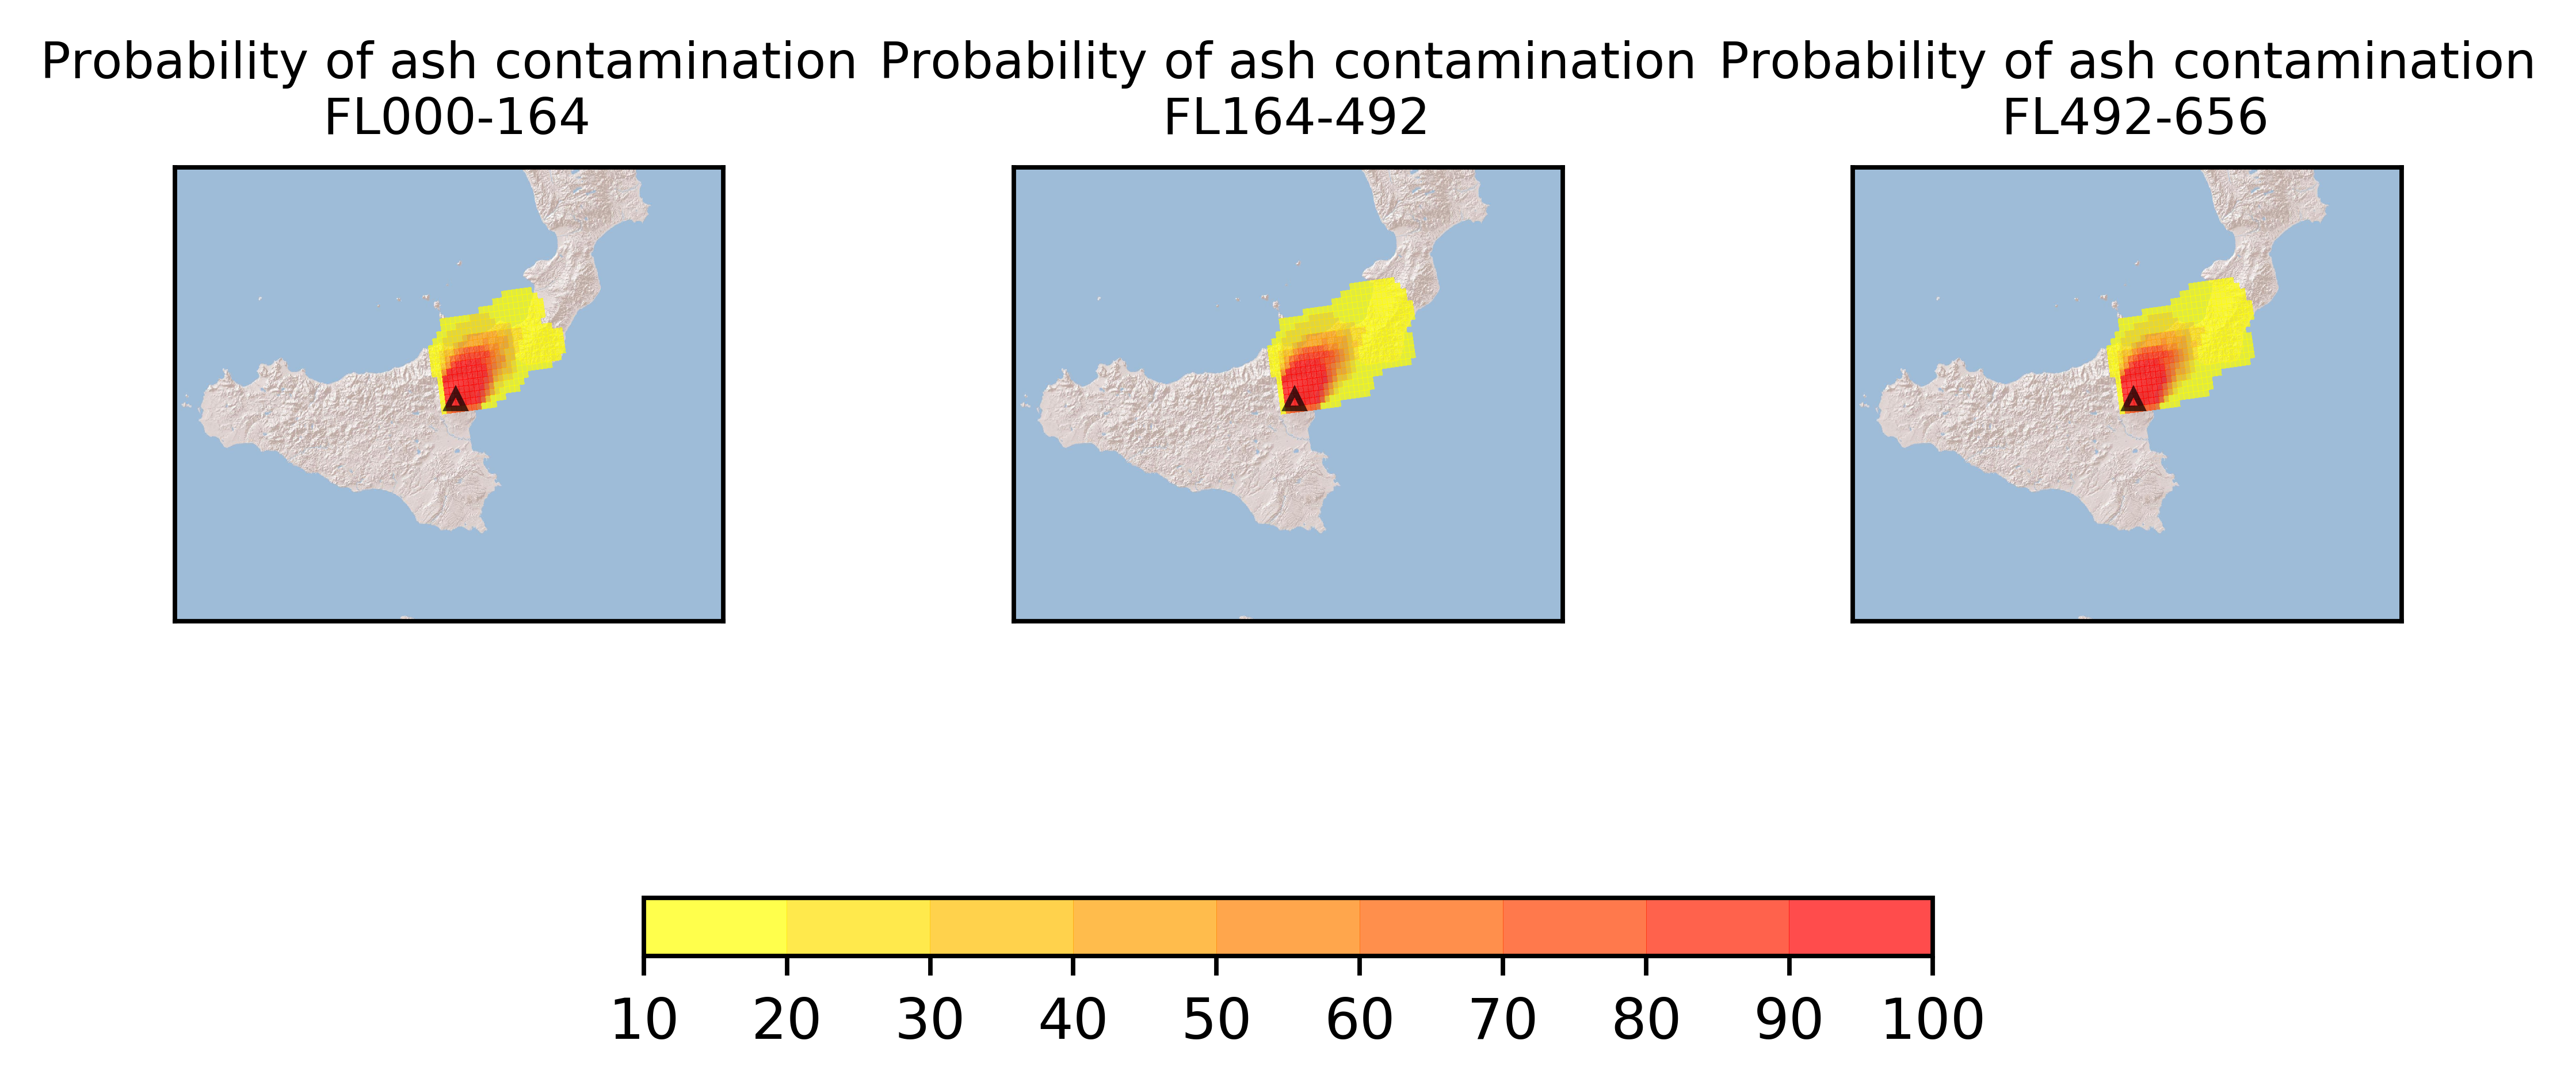 Probability of ash contamination
FL000-164
Probability of ash contamination
FL164-492
Probability of ash contamination
FL492-656
10 20 30 40 50 60 70 80 90 100